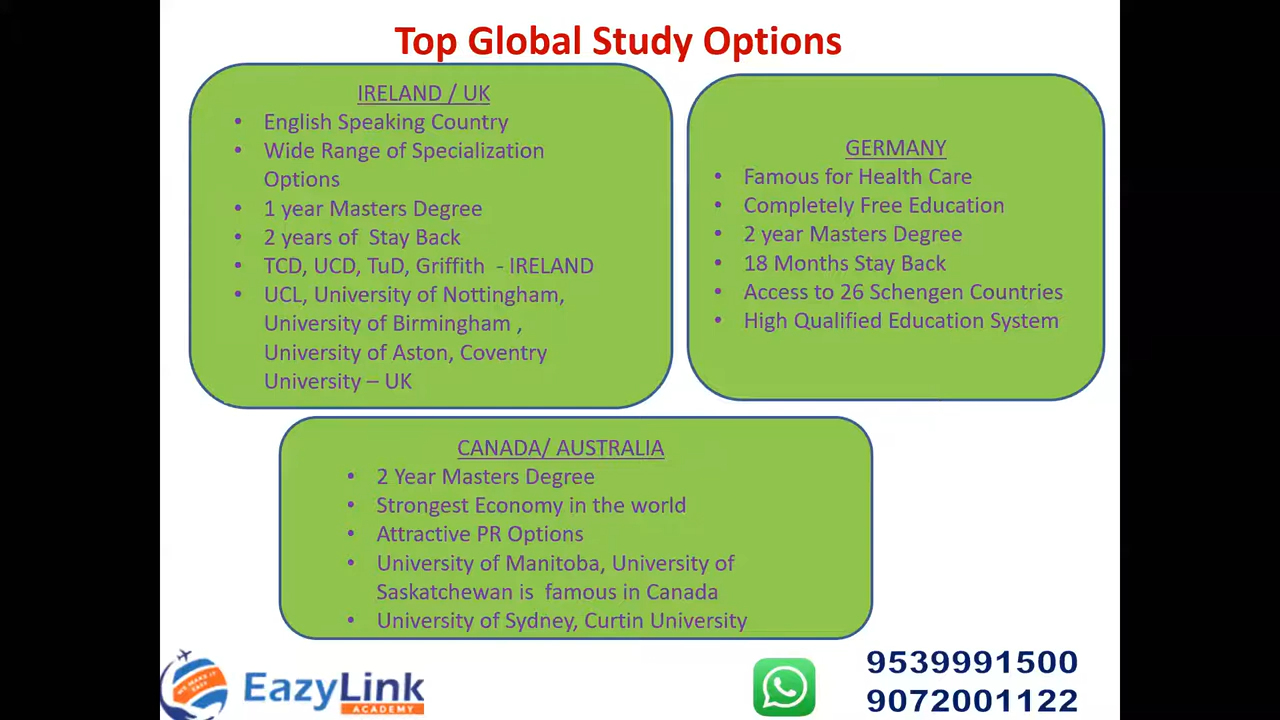 Top Global Study Options
IRELAND / UK
• English Speaking Country
• Wide Range of Specialization
Options
• 1 year Masters Degree
• 2 years of Stay Back
• TCD, UCD, TuD, Griffith - IRELAND
• UCL, University of Nottingham,
University of Birmingham ,
University of Aston, Coventry
University – UK
GERMANY
• Famous for Health Care
• Completely Free Education
• 2 year Masters Degree
• 18 Months Stay Back
• Access to 26 Schengen Countries
• High Qualified Education System
CANADA/ AUSTRALIA
• 2 Year Masters Degree
• Strongest Economy in the world
• Attractive PR Options
• University of Manitoba, University of
Saskatchewan is famous in Canada
• University of Sydney, Curtin University
WE MAKE IT
EASY
EazyLink
ACADEMY
9539991500
9072001122